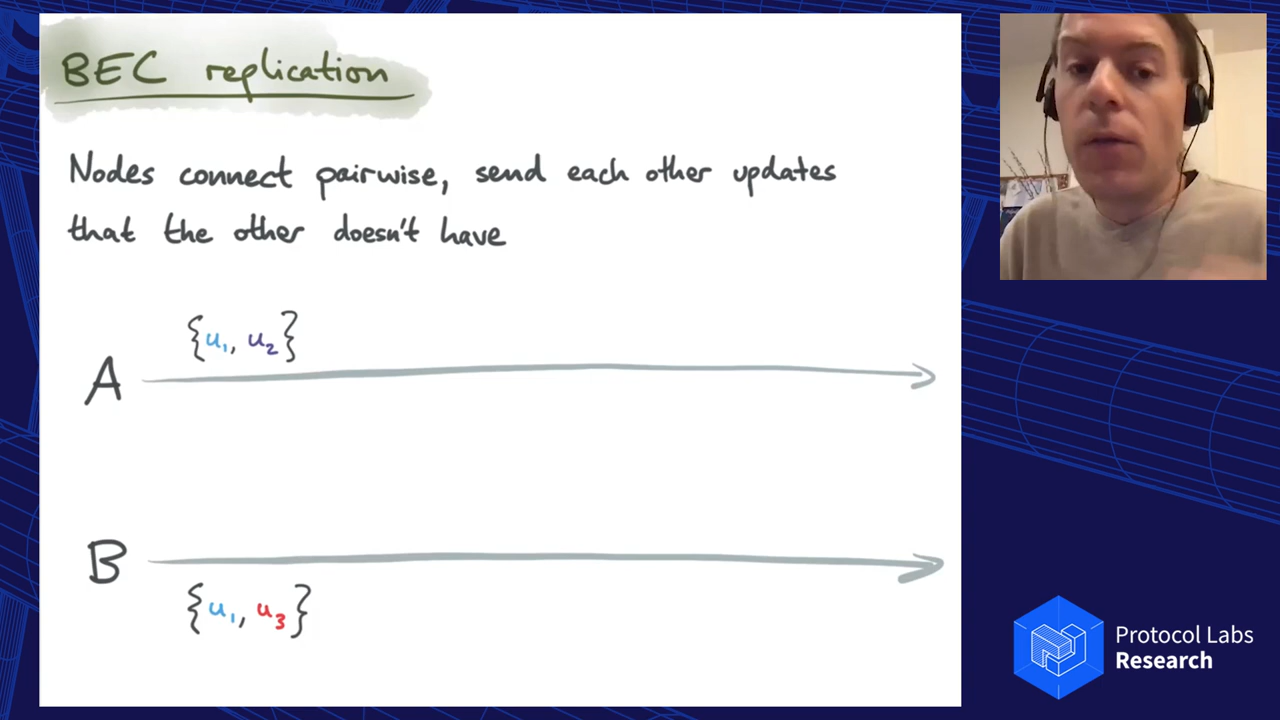 BEC replication
Nodes connect pairwise, send each other updates
that the other doesn't have
{u₁, u₂}
A
B
{u₁, u₃}
Protocol Labs
Research